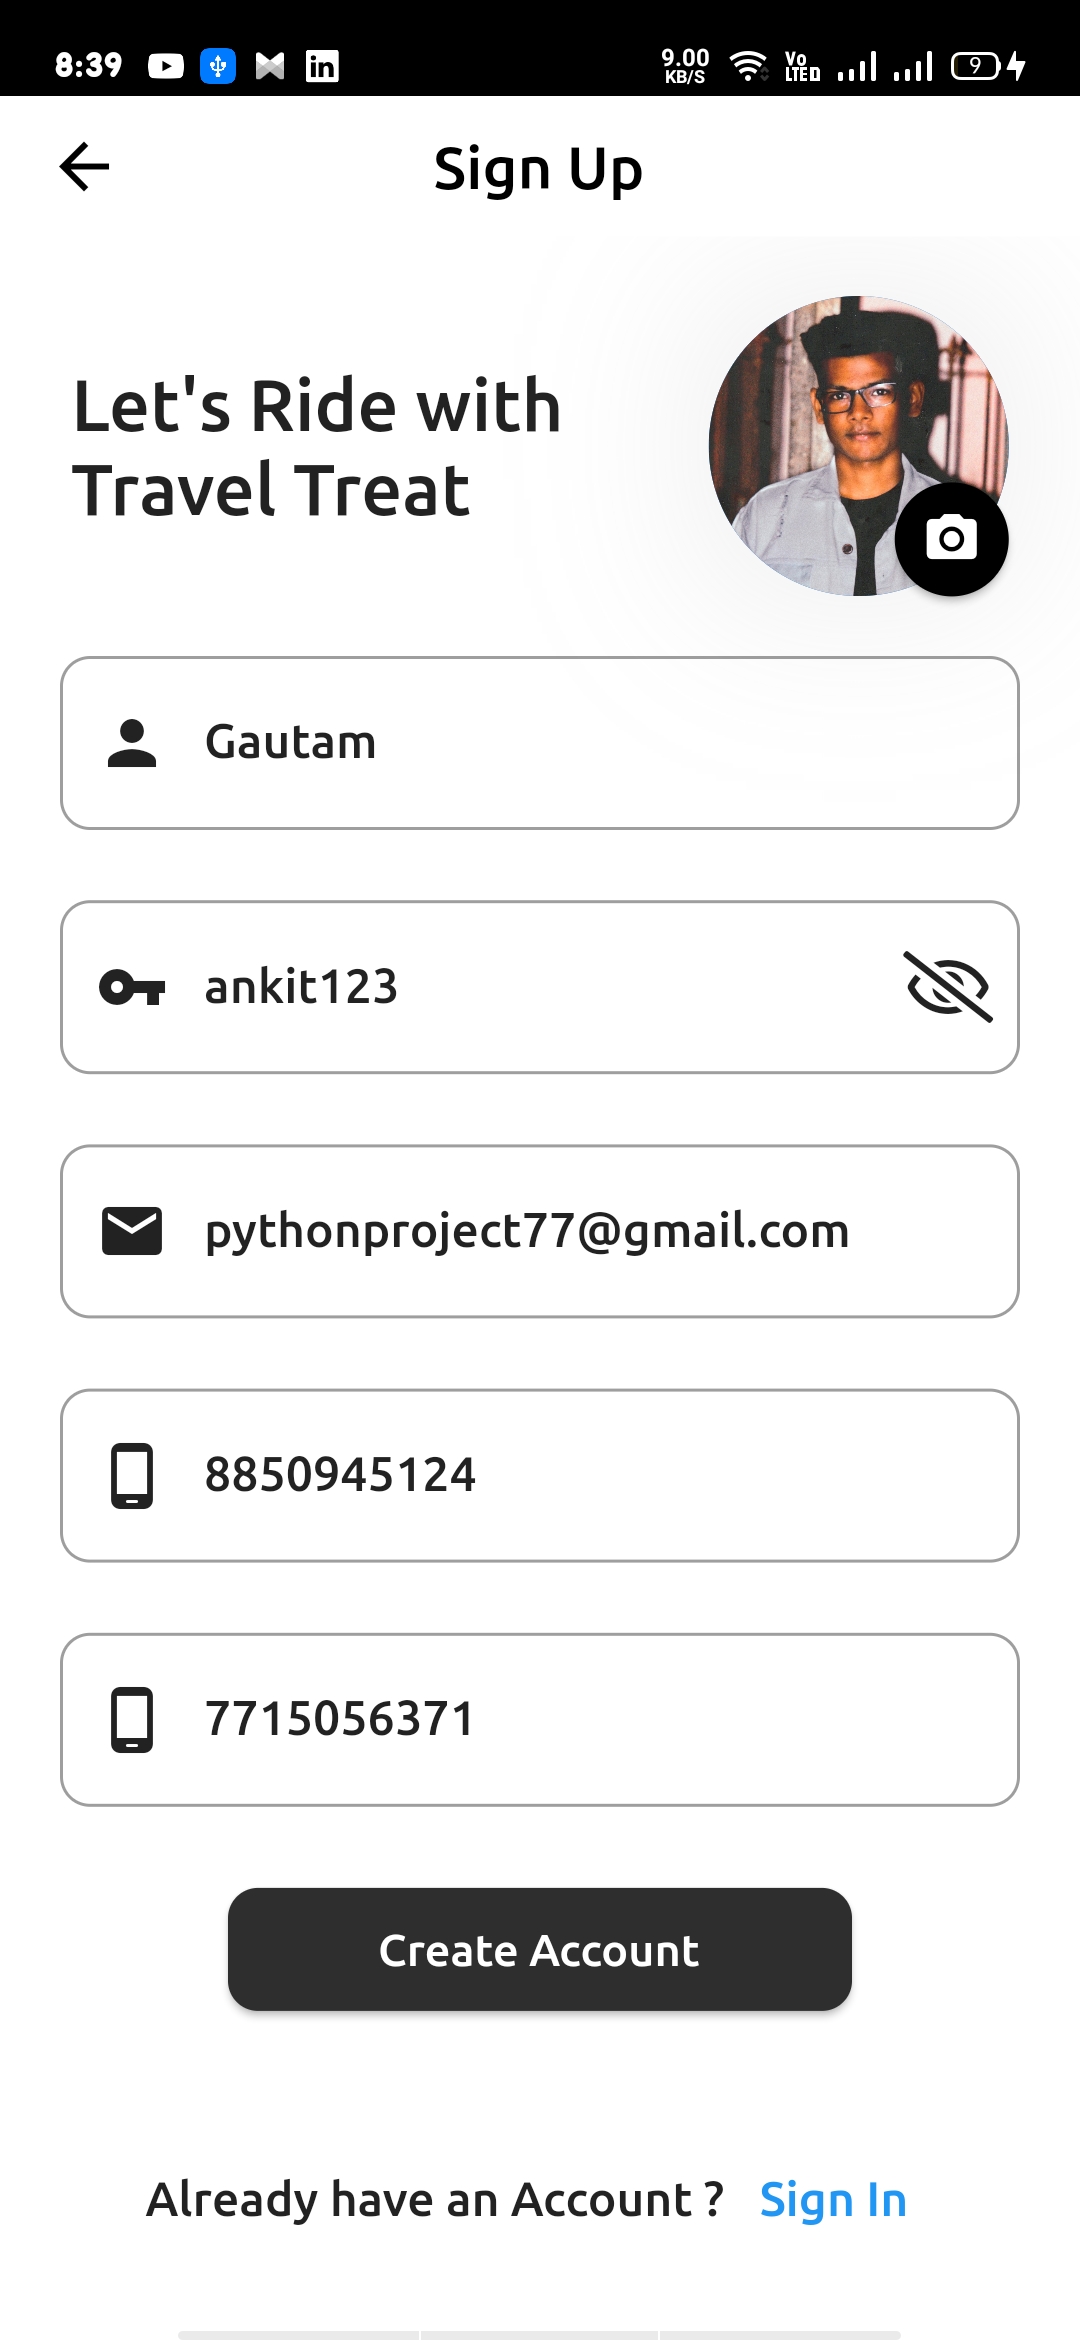 8:39 in 9.00 KB/S Vo LTE 9
Sign Up
Let's Ride with
Travel Treat
Gautam
ankit123
pythonproject77@gmail.com
8850945124
7715056371
Create Account
Already have an Account ? Sign In